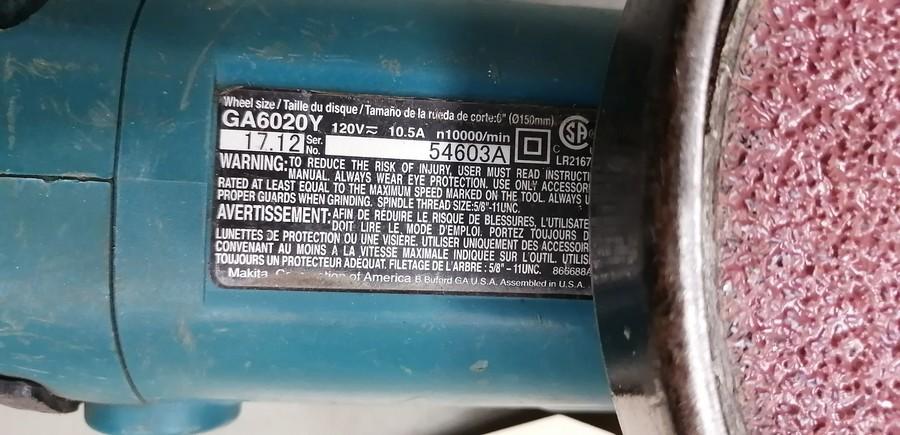 Wheel size / Taille du disque / Tamaño de la rueda de corte:6" (Ø150mm)
GA6020Y 120V⎓ 10.5A n10000/min
17.12 Ser. No. 54603A
SA ®
C
LR2167
WARNING: TO REDUCE THE RISK OF INJURY, USER MUST READ INSTRUCTI
MANUAL. ALWAYS WEAR EYE PROTECTION. USE ONLY ACCESSOR
RATED AT LEAST EQUAL TO THE MAXIMUM SPEED MARKED ON THE TOOL. ALWAYS U
PROPER GUARDS WHEN GRINDING. SPINDLE THREAD SIZE:5/8"-11UNC.
AVERTISSEMENT: AFIN DE RÉDUIRE LE RISQUE DE BLESSURES, L'UTILISATE
DOIT LIRE LE MODE D'EMPLOI. PORTEZ TOUJOURS D
LUNETTES DE PROTECTION OU UNE VISIÈRE. UTILISER UNIQUEMENT DES ACCESSOIR
CONVENANT AU MOINS À LA VITESSE MAXIMALE INDIQUEE SUR L'OUTIL. UTILIS
TOUJOURS UN PROTECTEUR ADÉQUAT. FILETAGE DE L'ARBRE : 5/8" - 11UNC. 865688A
Makita of America B Buford GA U.S.A. Assembled in U.S.A.